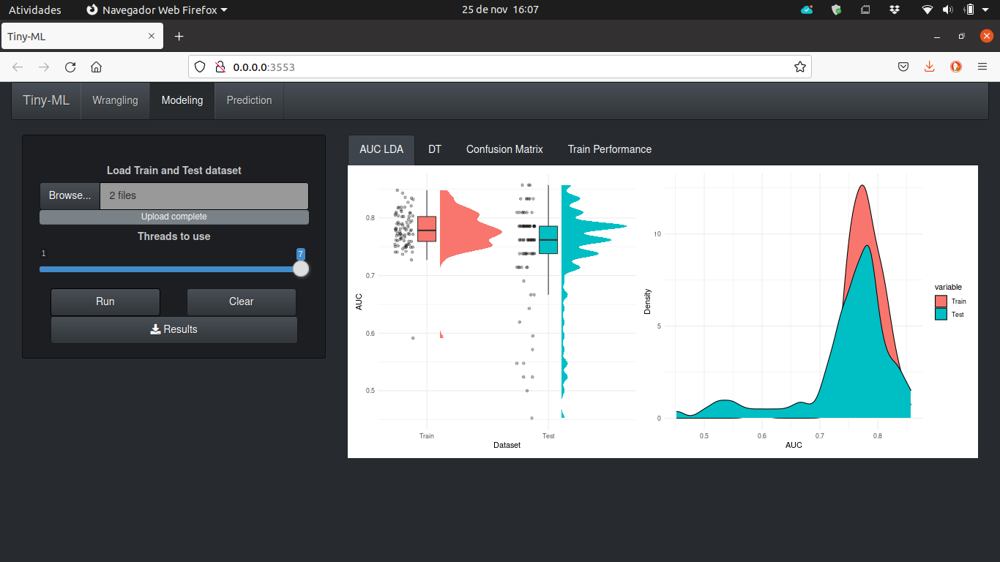 Atividades Navegador Web Firefox 25 de nov 16:07
Tiny-ML
0.0.0.0:3553
Tiny-ML Wrangling Modeling Prediction
AUC LDA DT Confusion Matrix Train Performance
Load Train and Test dataset
Browse... 2 files
Upload complete
Threads to use
1 7
Run Clear
Results
AUC
0.8
0.7
0.6
0.5
Train Test
Dataset
Density
10
5
0
0.5 0.6 0.7 0.8
AUC
variable
Train
Test